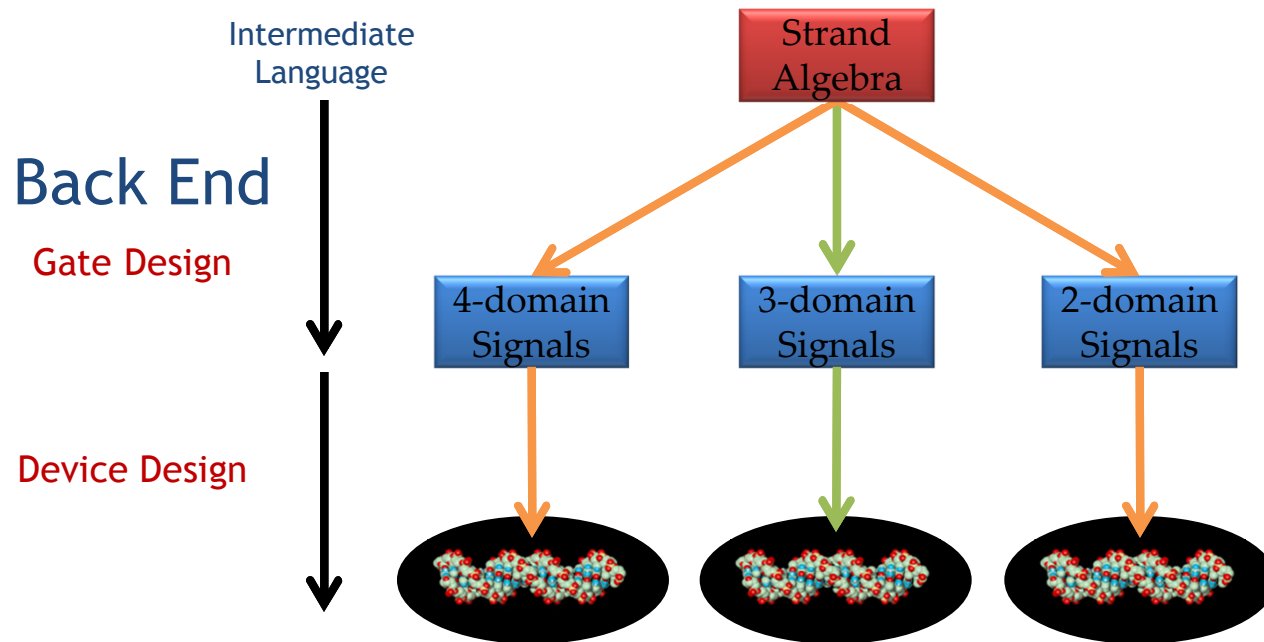 Intermediate
Language
Strand
Algebra
Back End
Gate Design
4-domain
Signals
3-domain
Signals
2-domain
Signals
Device Design